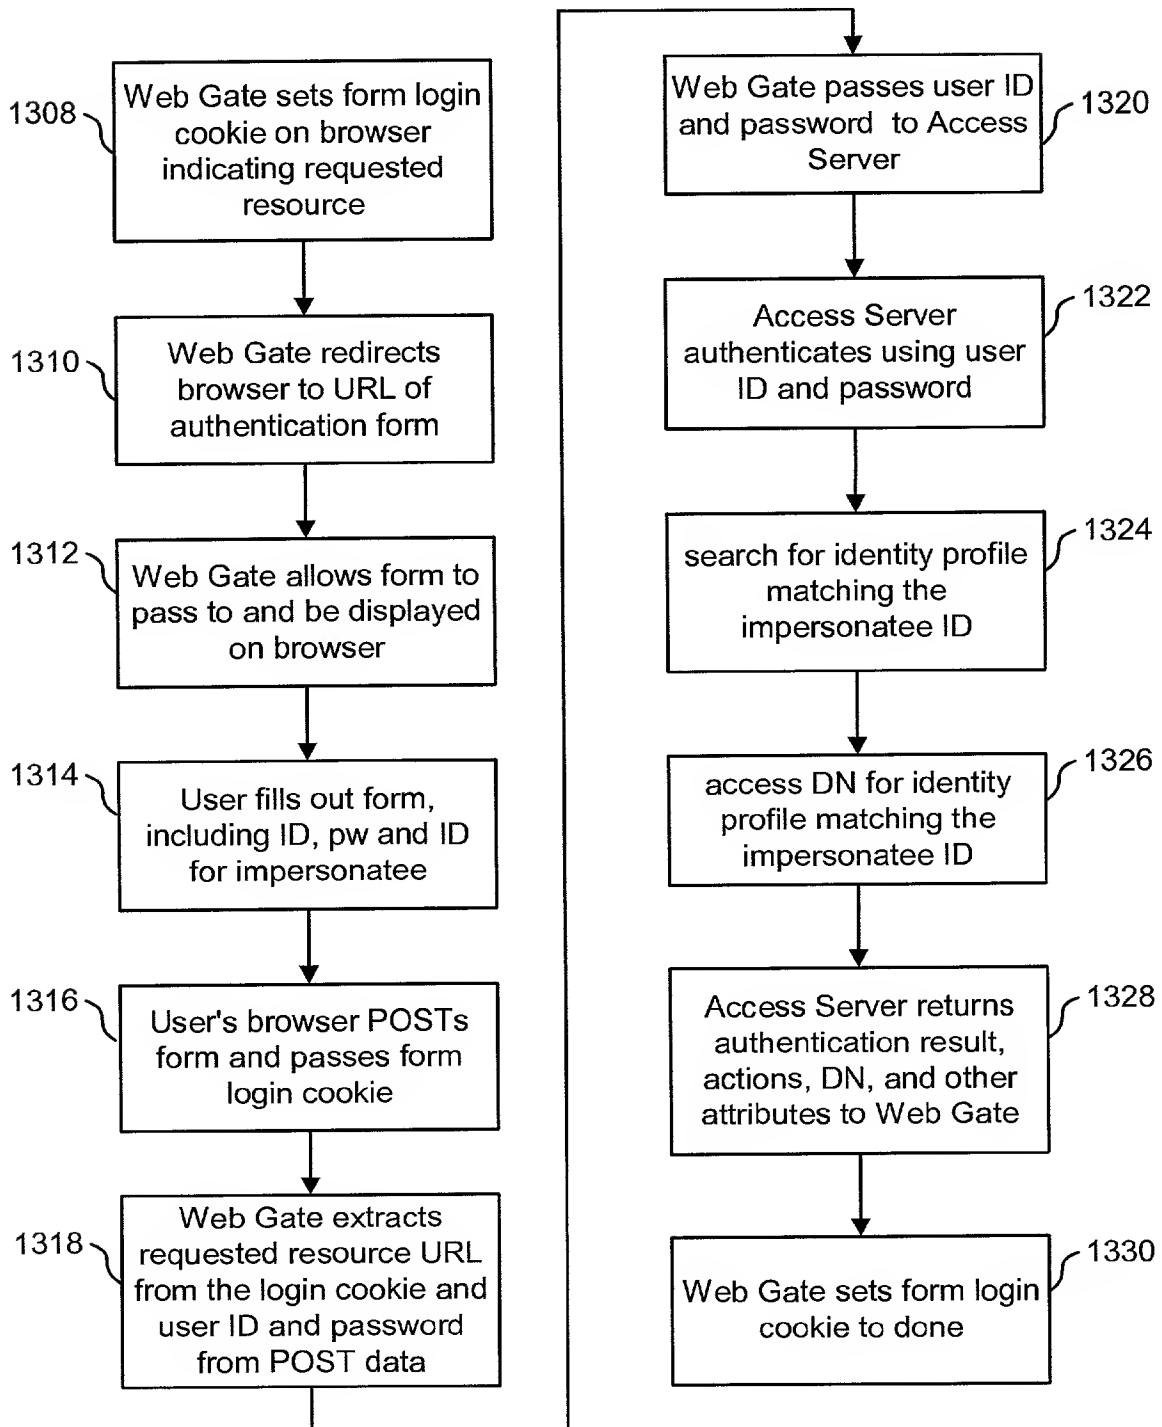 1308
Web Gate sets form login
cookie on browser
indicating requested
resource
1310
Web Gate redirects
browser to URL of
authentication form
1312
Web Gate allows form to
pass to and be displayed
on browser
1314
User fills out form,
including ID, pw and ID
for impersonatee
1316
User's browser POSTs
form and passes form
login cookie
1318
Web Gate extracts
requested resource URL
from the login cookie and
user ID and password
from POST data
1320
Web Gate passes user ID
and password to Access
Server
1322
Access Server
authenticates using user
ID and password
1324
search for identity profile
matching the
impersonatee ID
1326
access DN for identity
profile matching the
impersonatee ID
1328
Access Server returns
authentication result,
actions, DN, and other
attributes to Web Gate
1330
Web Gate sets form login
cookie to done